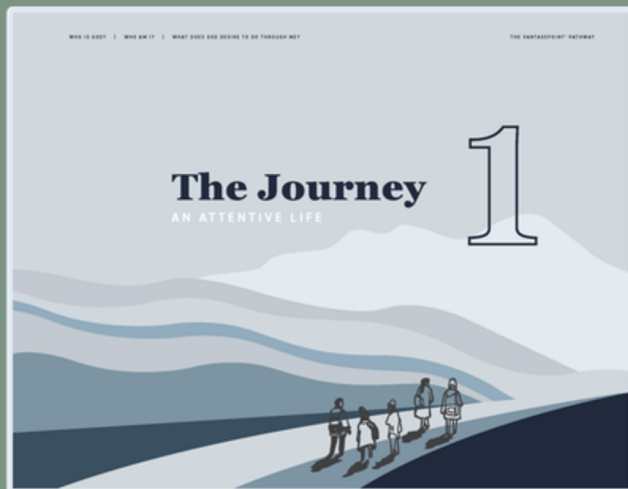 WHO IS GOD? | WHO AM I? | WHAT DOES GOD DESIRE TO DO THROUGH ME?
THE VANTAGEPOINT³ PATHWAY
The Journey 1
AN ATTENTIVE LIFE